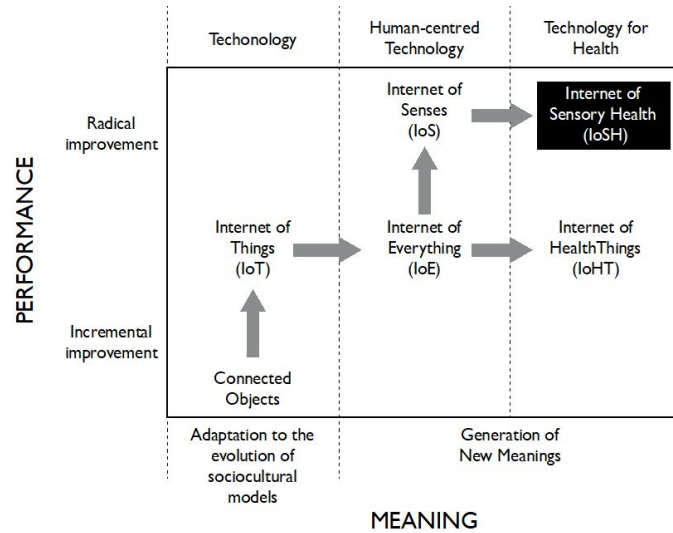 Techonology
Human-centred
Technology
Technology for
Health
PERFORMANCE
Radical
improvement
Incremental
improvement
Internet of
Senses
(IoS)
Internet of
Sensory Health
(IoSH)
Internet of
Things
(IoT)
Internet of
Everything
(IoE)
Internet of
HealthThings
(IoHT)
Connected
Objects
Adaptation to the
evolution of
sociocultural
models
Generation of
New Meanings
MEANING